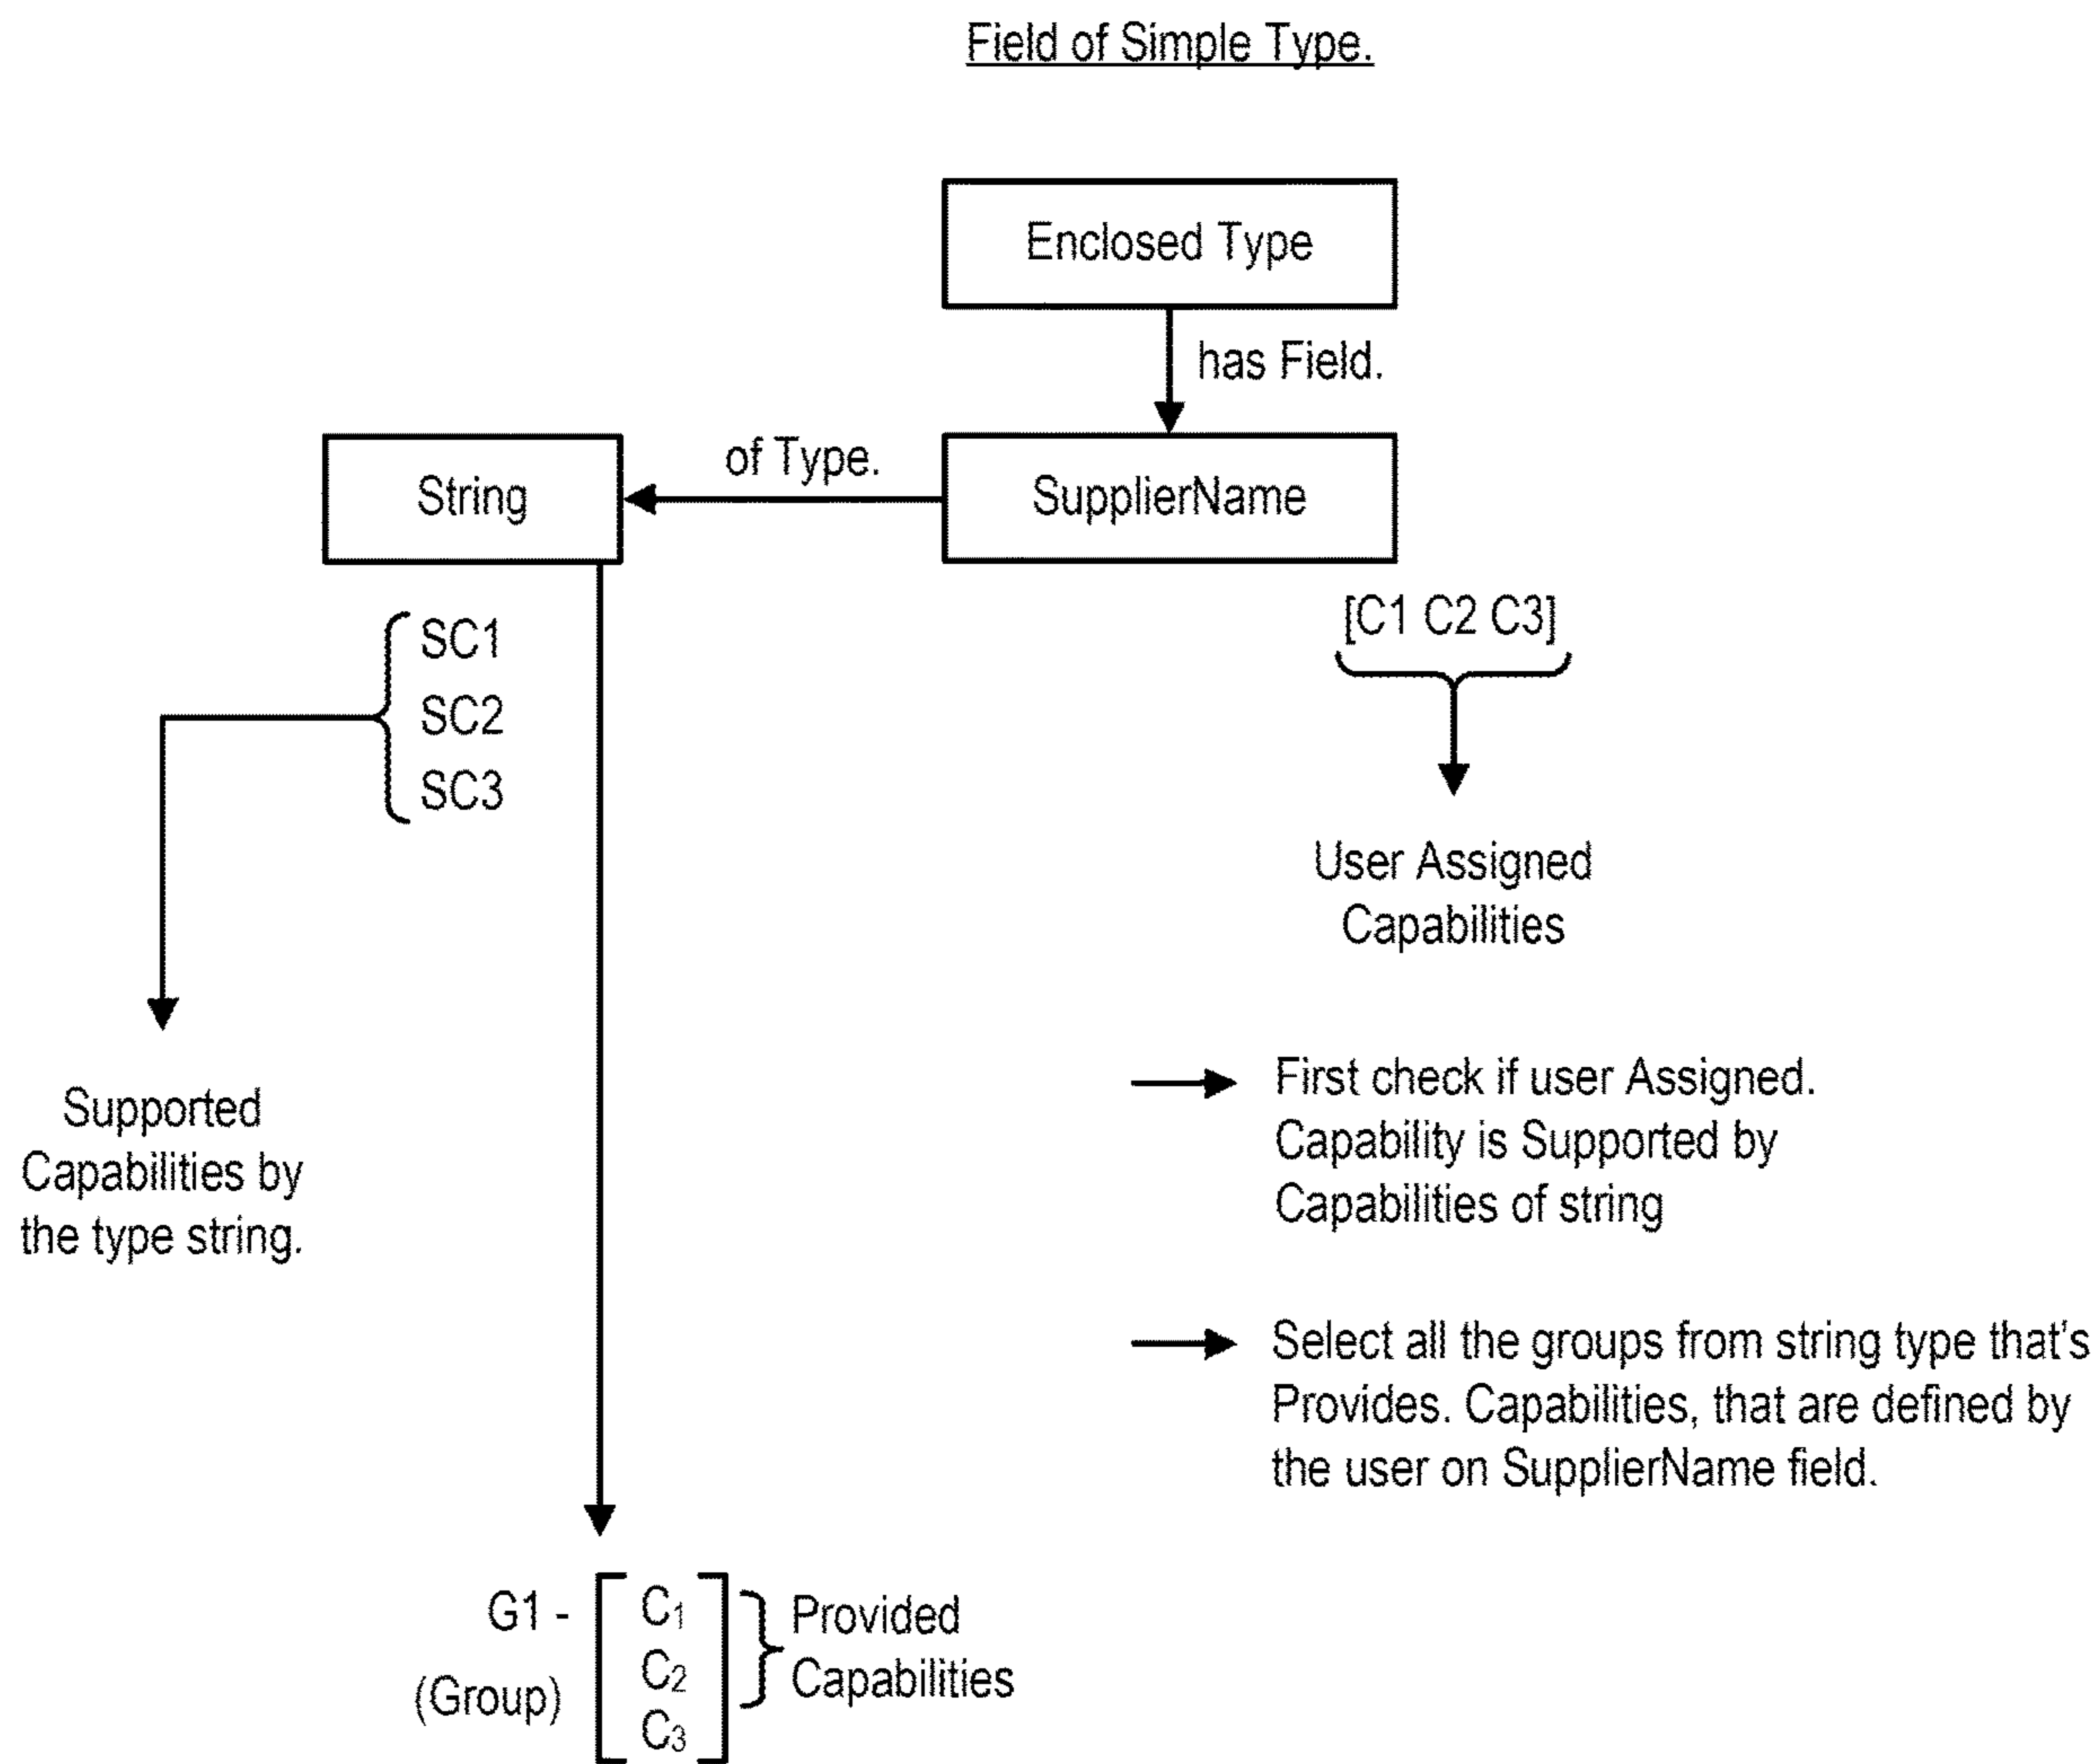 Field of Simple Type.
Enclosed Type
has Field.
String
of Type.
SupplierName
[C1 C2 C3]
SC1
SC2
SC3
User Assigned
Capabilities
Supported
Capabilities by
the type string.
First check if user Assigned.
Capability is Supported by
Capabilities of string
Select all the groups from string type that's
Provides. Capabilities, that are defined by
the user on SupplierName field.
G1 -
(Group)
C₁
C₂
C₃
Provided
Capabilities